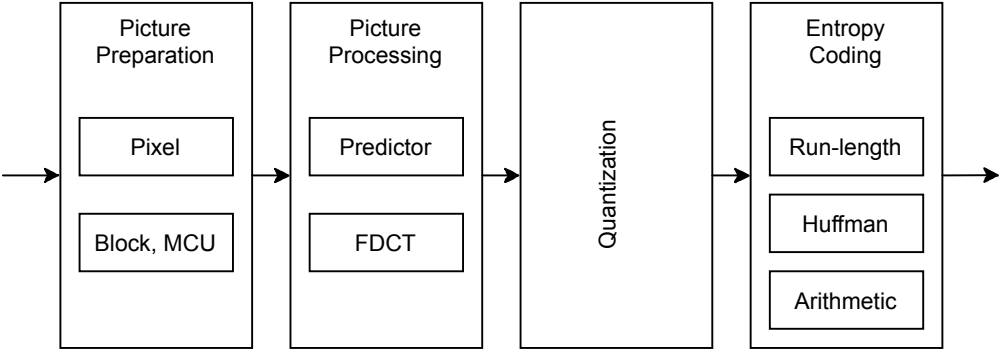 Picture
Preparation
Pixel
Block, MCU
Picture
Processing
Predictor
FDCT
Quantization
Entropy
Coding
Run-length
Huffman
Arithmetic